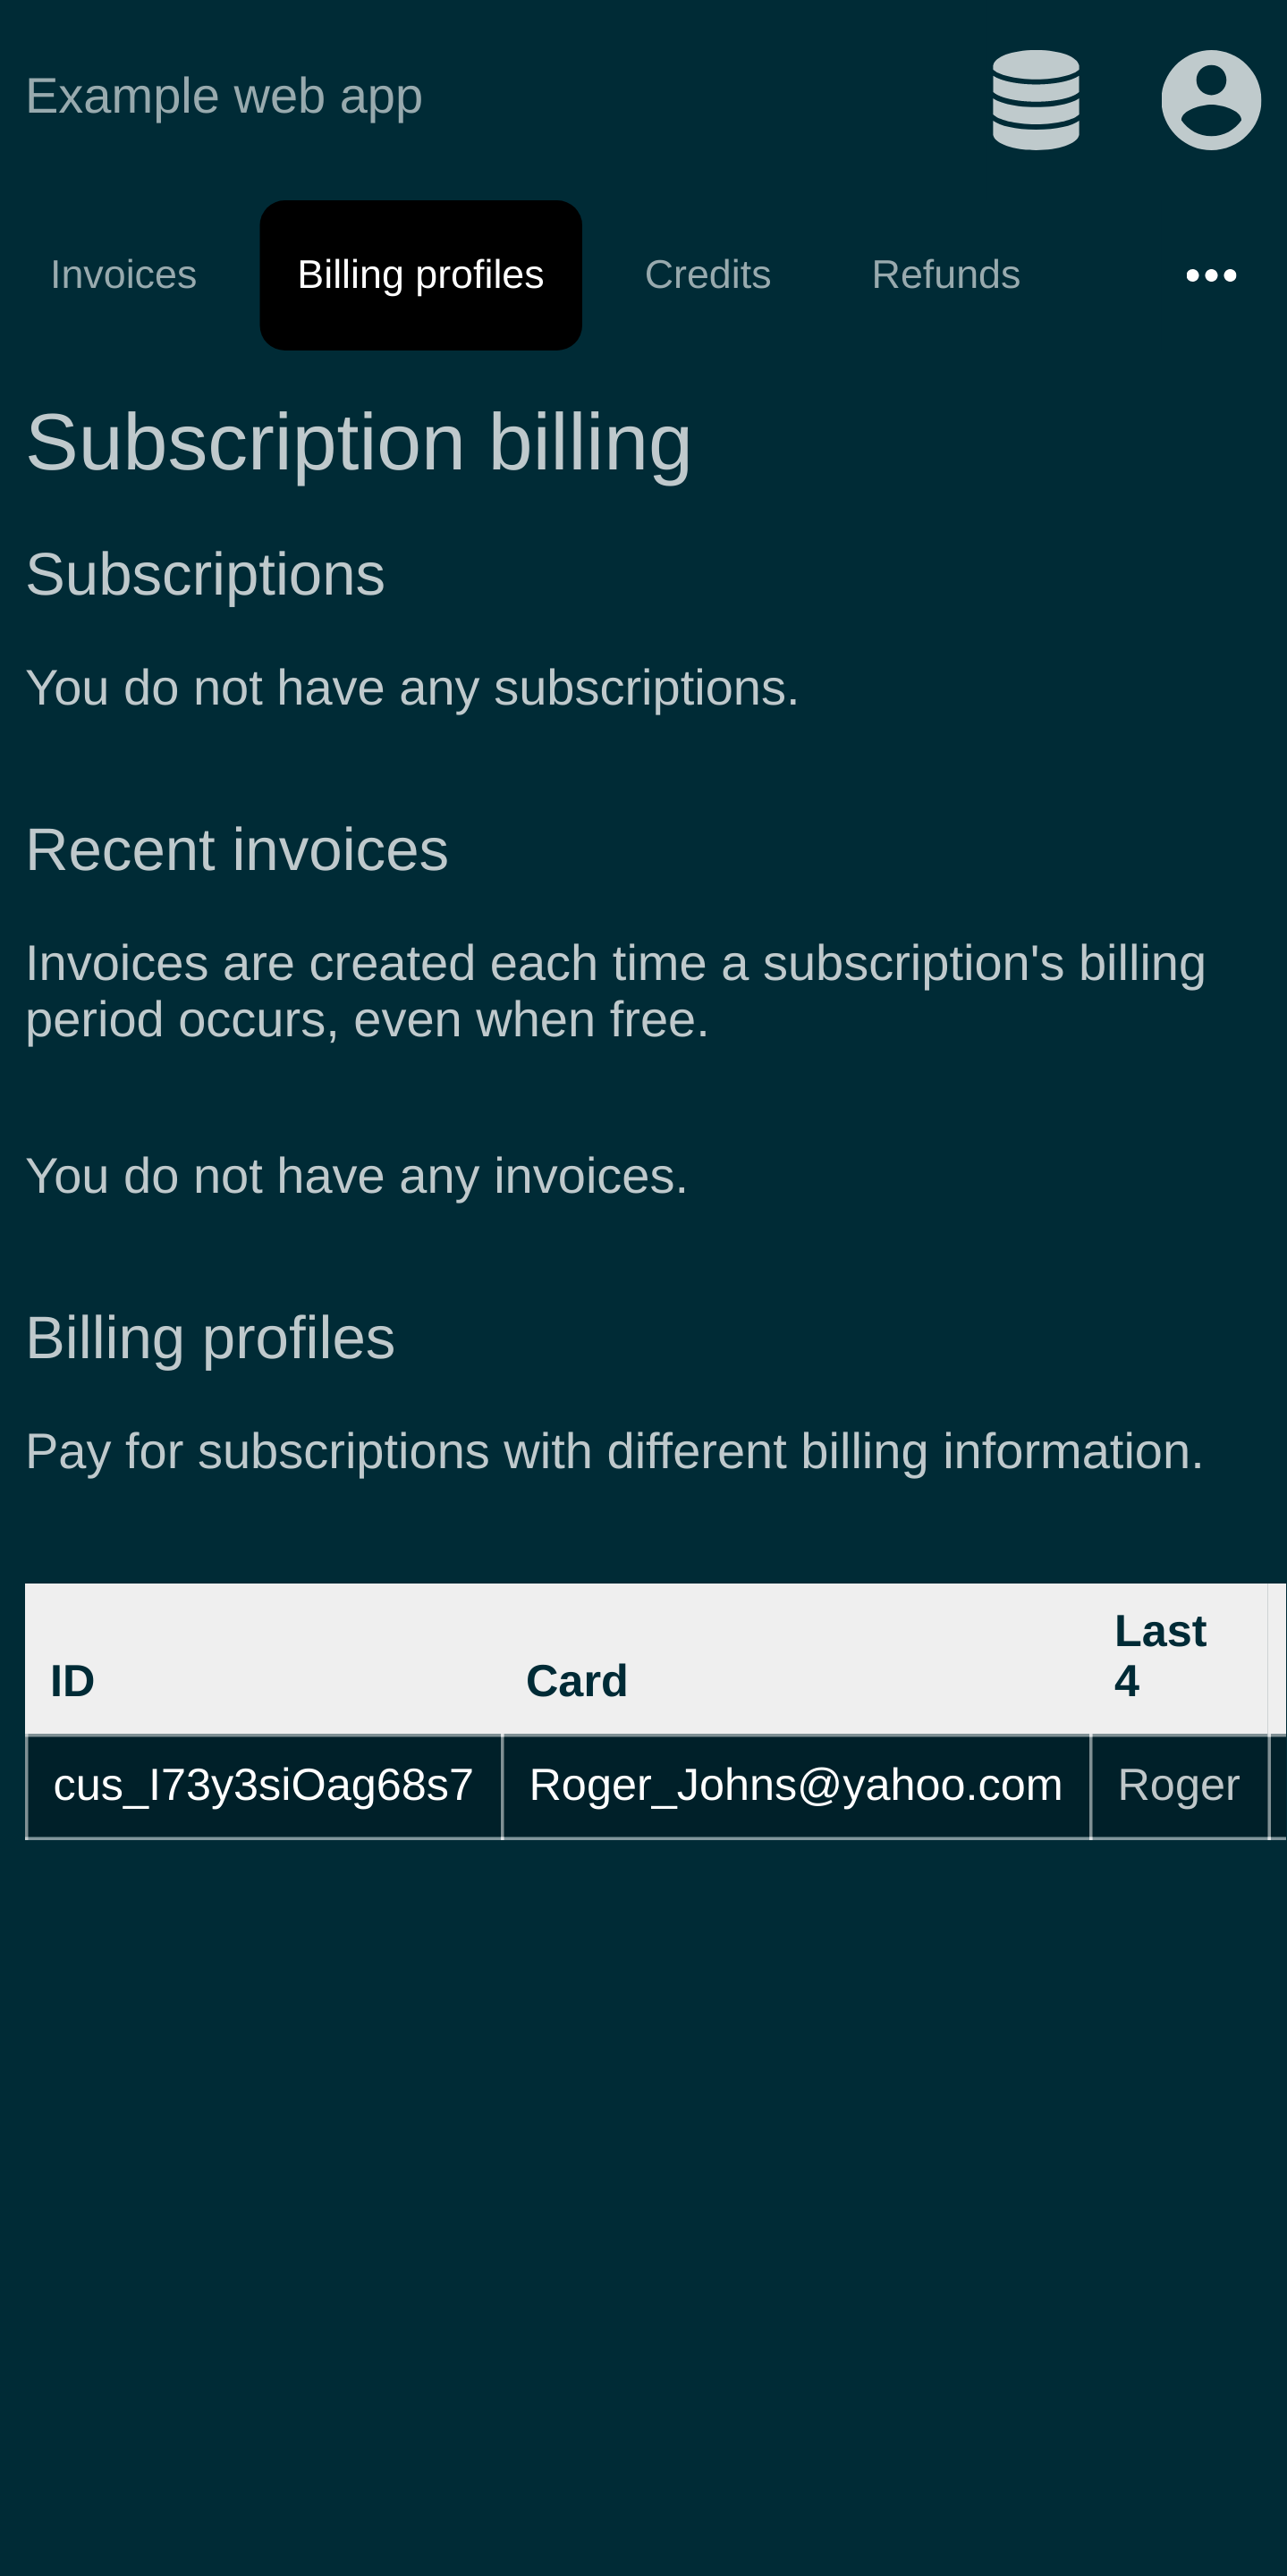 Example web app
Invoices Billing profiles Credits Refunds
Subscription billing
Subscriptions
You do not have any subscriptions.
Recent invoices
Invoices are created each time a subscription's billing
period occurs, even when free.
You do not have any invoices.
Billing profiles
Pay for subscriptions with different billing information.
ID Card Last 4
cus_I73y3siOag68s7 Roger_Johns@yahoo.com Roger